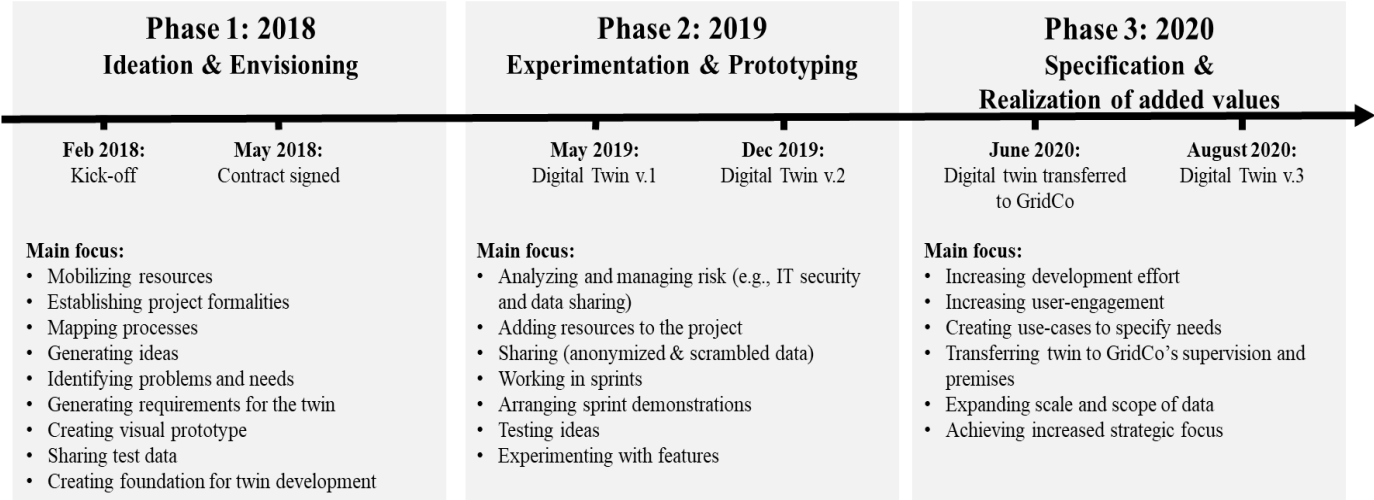 Phase 1: 2018
Ideation & Envisioning
Feb 2018:
Kick-off
May 2018:
Contract signed
Main focus:
• Mobilizing resources
• Establishing project formalities
• Mapping processes
• Generating ideas
• Identifying problems and needs
• Generating requirements for the twin
• Creating visual prototype
• Sharing test data
• Creating foundation for twin development
Phase 2: 2019
Experimentation & Prototyping
May 2019:
Digital Twin v.1
Dec 2019:
Digital Twin v.2
Main focus:
• Analyzing and managing risk (e.g., IT security
and data sharing)
• Adding resources to the project
• Sharing (anonymized & scrambled data)
• Working in sprints
• Arranging sprint demonstrations
• Testing ideas
• Experimenting with features
Phase 3: 2020
Specification &
Realization of added values
June 2020:
Digital twin transferred
to GridCo
August 2020:
Digital Twin v.3
Main focus:
• Increasing development effort
• Increasing user-engagement
• Creating use-cases to specify needs
• Transferring twin to GridCo’s supervision and
premises
• Expanding scale and scope of data
• Achieving increased strategic focus